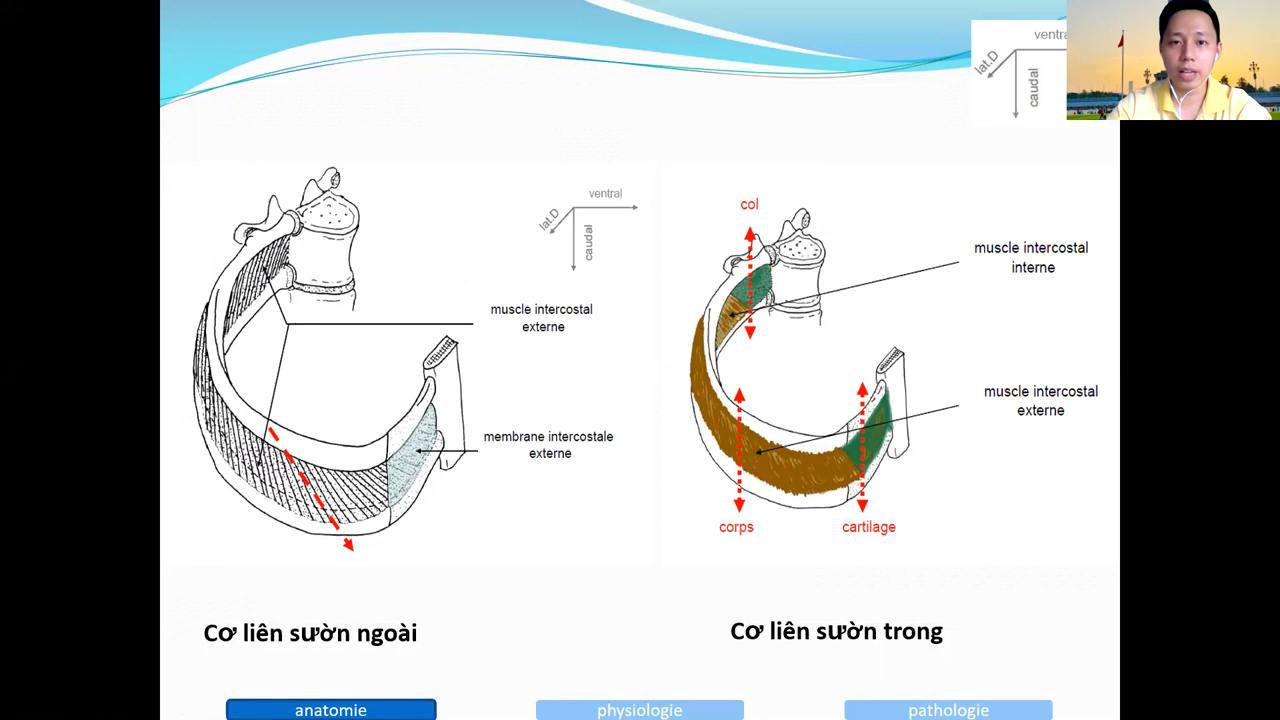 ventra
lat.D
caudal
ventral
lat.D
caudal
muscle intercostal
externe
membrane intercostale
externe
col
muscle intercostal
interne
muscle intercostal
externe
corps
cartilage
Cơ liên sườn ngoài
Cơ liên sườn trong
anatomie
physiologie
pathologie